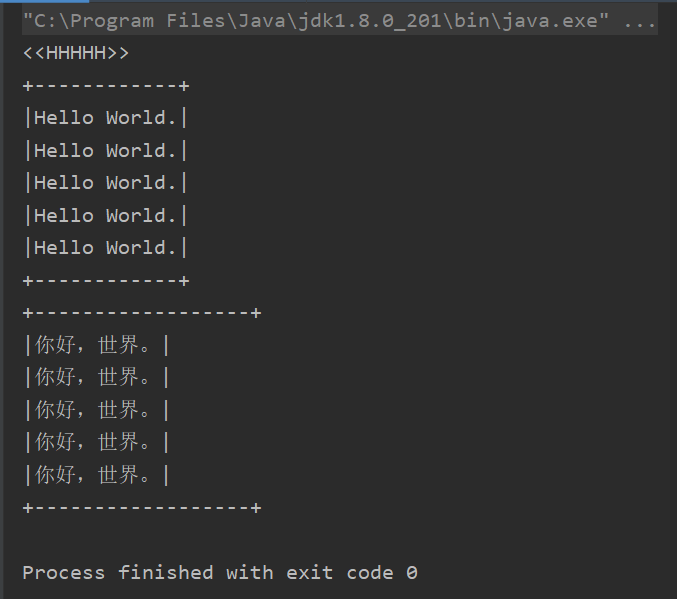 "C:\Program Files\Java\jdk1.8.0_201\bin\java.exe" ...
<<HHHHH>>
+------------+
|Hello World.|
|Hello World.|
|Hello World.|
|Hello World.|
|Hello World.|
+------------+
+------------------+
|你好，世界。|
|你好，世界。|
|你好，世界。|
|你好，世界。|
|你好，世界。|
+------------------+
Process finished with exit code 0